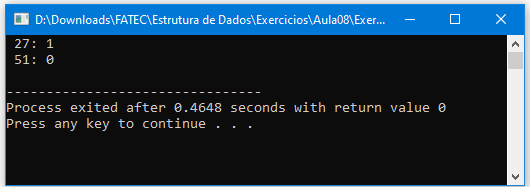 D:\Downloads\FATEC\Estrutura de Dados\Exercicios\Aula08\Exer...
27: 1
51: 0
--------------------------------
Process exited after 0.4648 seconds with return value 0
Press any key to continue . . .